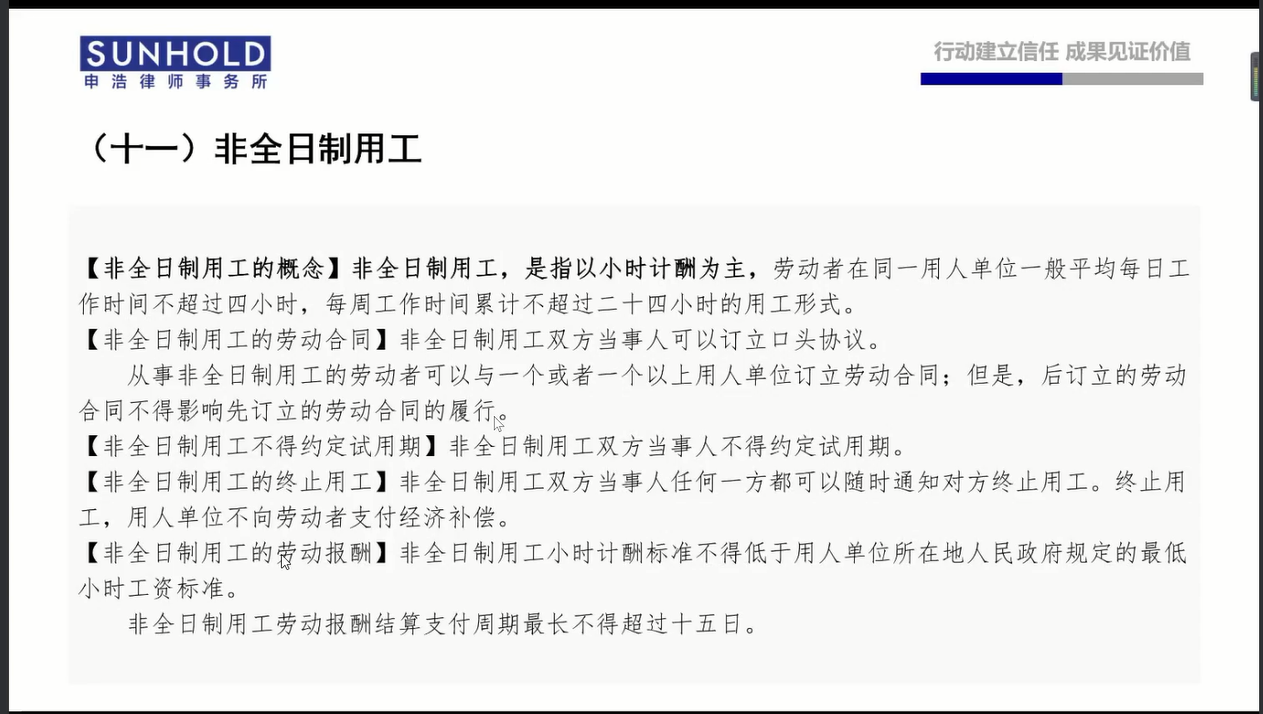 SUNHOLD
申浩律师事务所
行动建立信任 成果见证价值
（十一）非全日制用工
【非全日制用工的概念】非全日制用工，是指以小时计酬为主，劳动者在同一用人单位一般平均每日工
作时间不超过四小时，每周工作时间累计不超过二十四小时的用工形式。
【非全日制用工的劳动合同】非全日制用工双方当事人可以订立口头协议。
从事非全日制用工的劳动者可以与一个或者一个以上用人单位订立劳动合同；但是，后订立的劳动
合同不得影响先订立的劳动合同的履行。
【非全日制用工不得约定试用期】非全日制用工双方当事人不得约定试用期。
【非全日制用工的终止用工】非全日制用工双方当事人任何一方都可以随时通知对方终止用工。终止用
工，用人单位不向劳动者支付经济补偿。
【非全日制用工的劳动报酬】非全日制用工小时计酬标准不得低于用人单位所在地人民政府规定的最低
小时工资标准。
非全日制用工劳动报酬结算支付周期最长不得超过十五日。